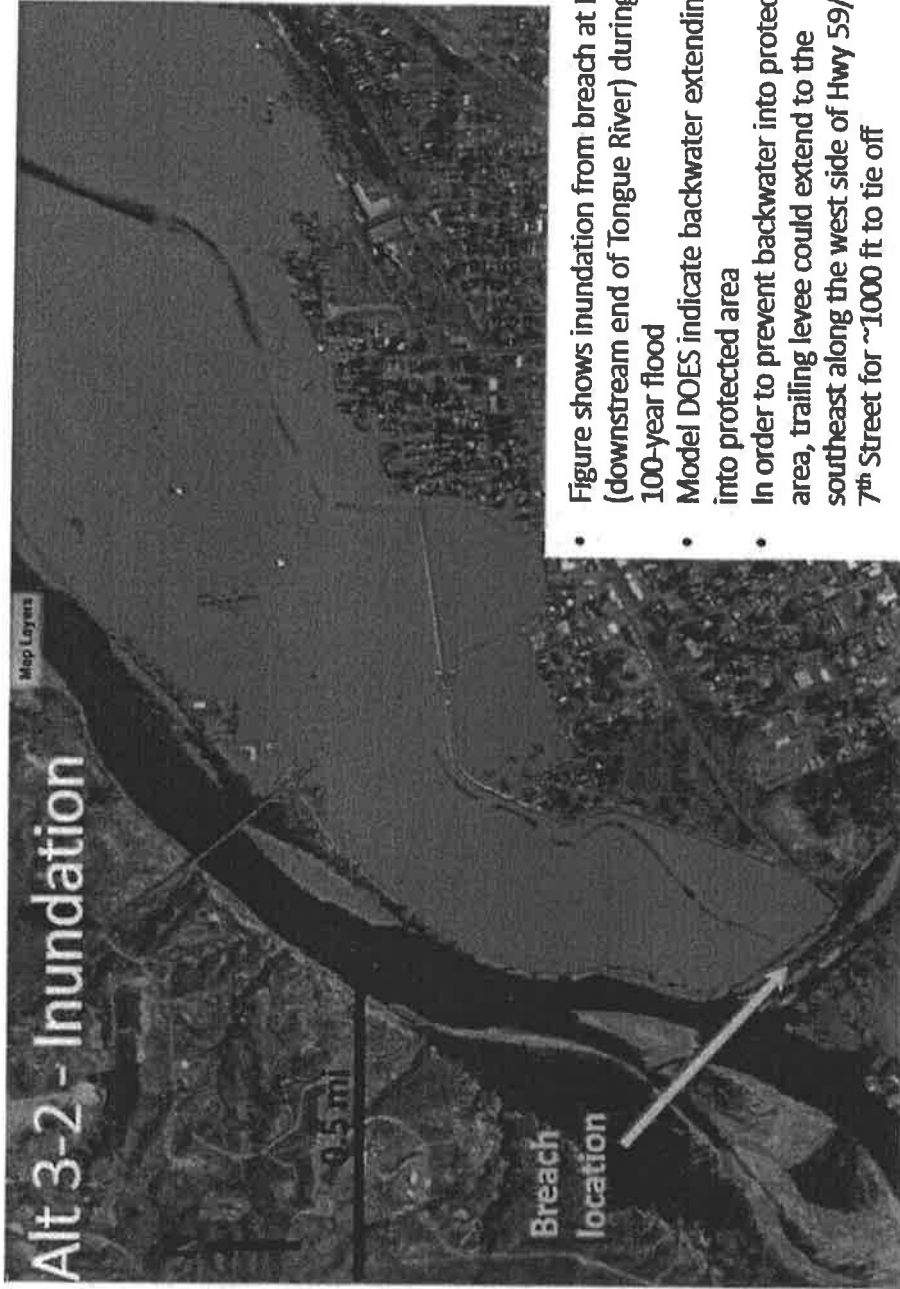 Alt 3-2 - Inundation
Map Layers
0.5 mi
Breach
location
• Figure shows inundation from breach at
(downstream end of Tongue River) during
100-year flood
• Model DOES indicate backwater extendin
into protected area
• In order to prevent backwater into protec
area, trailing levee could extend to the
southeast along the west side of Hwy 59/
7th Street for ~1000 ft to tie off